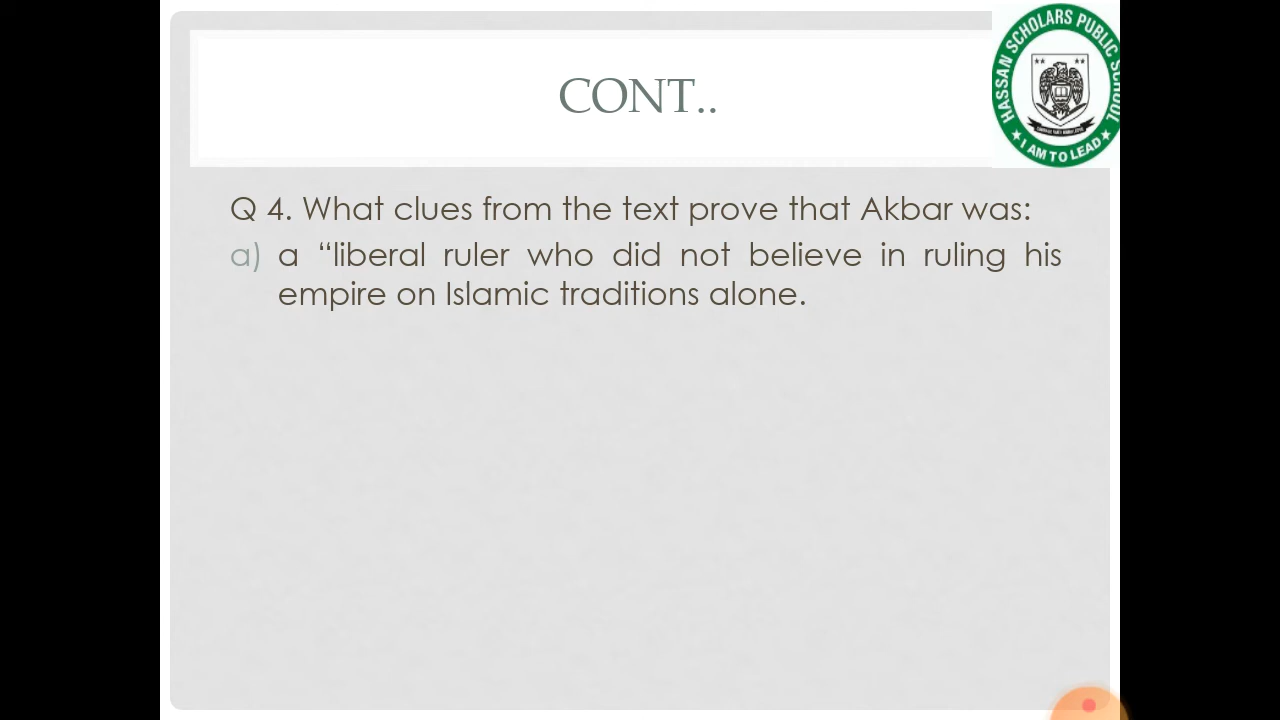 CONT..
HASSAN SCHOLARS PUBLIC SCHOOL
I AM TO LEAD
Q 4. What clues from the text prove that Akbar was:
a) a “liberal ruler who did not believe in ruling his
empire on Islamic traditions alone.